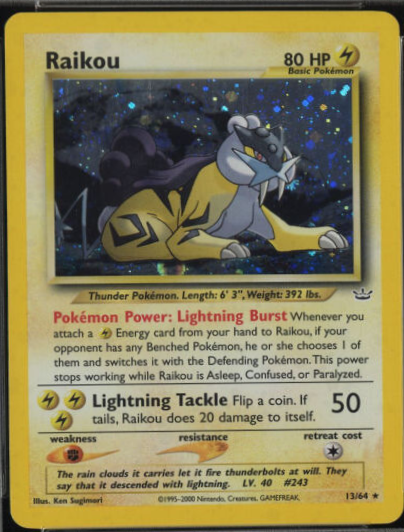 Raikou 80 HP
Basic Pokémon
Thunder Pokémon. Length: 6' 3", Weight: 392 lbs.
Pokémon Power: Lightning Burst Whenever you
attach a Energy card from your hand to Raikou, if your
opponent has any Benched Pokémon, he or she chooses 1 of
them and switches it with the Defending Pokémon. This power
stops working while Raikou is Asleep, Confused, or Paralyzed.
Lightning Tackle Flip a coin. If 50
tails, Raikou does 20 damage to itself.
weakness resistance retreat cost
The rain clouds it carries let it fire thunderbolts at will. They
say that it descended with lightning. LV. 40 #243
Illus. Ken Sugimori ©1995-2000 Nintendo, Creatures, GAMEFREAK. 13/64 ★